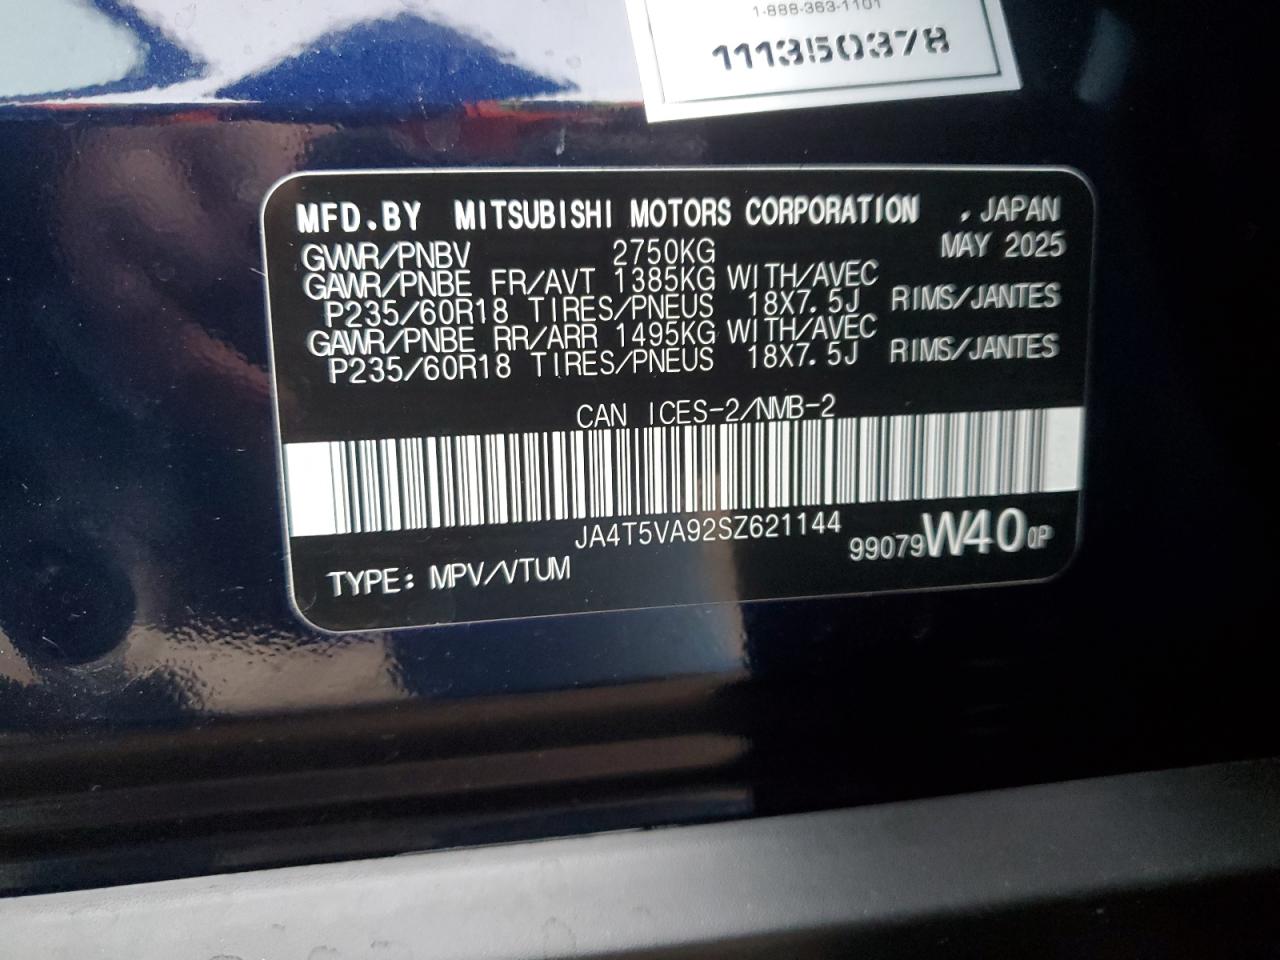 1-888-363-1101
111350378
MFD.BY MITSUBISHI MOTORS CORPORATION , JAPAN
GVWR/PNBV 2750KG MAY 2025
GAWR/PNBE FR/AVT 1385KG WITH/AVEC
P235/60R18 TIRES/PNEUS 18X7.5J RIMS/JANTES
GAWR/PNBE RR/ARR 1495KG WITH/AVEC
P235/60R18 TIRES/PNEUS 18X7.5J RIMS/JANTES
CAN ICES-2/NMB-2
JA4T5VA92SZ621144
99079W40 0P
TYPE: MPV/VTUM